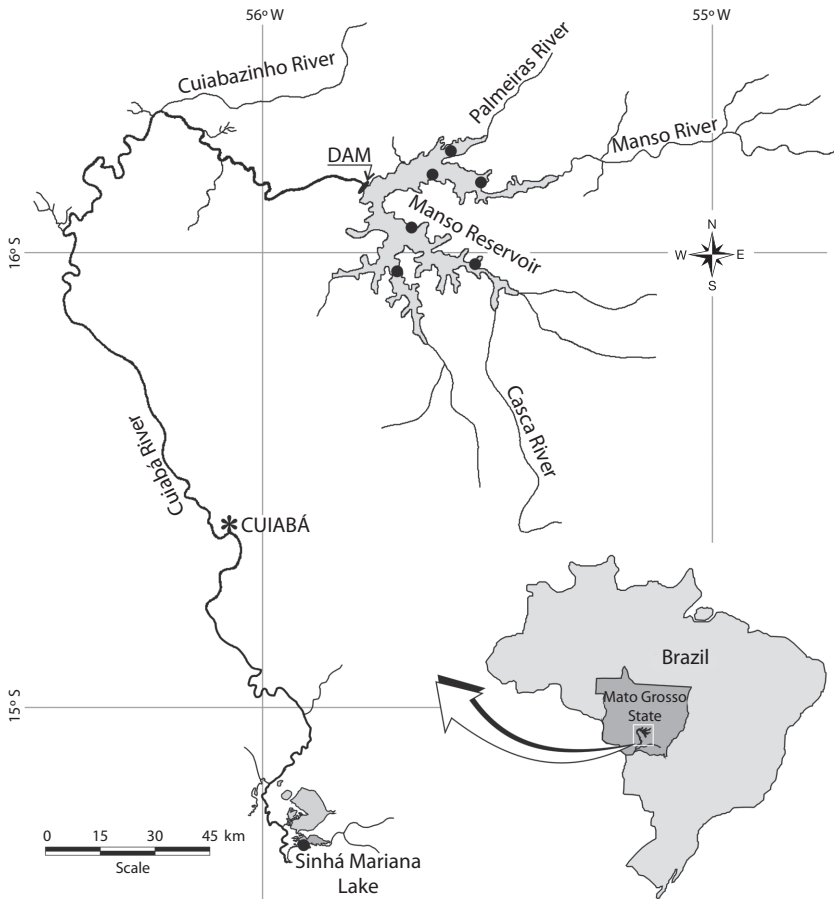 56º W
55º W
Cuiabazinho River
Palmeiras River
Manso River
DAM
Manso Reservoir
N
W
E
S
16º S
Casca River
Cuiabá River
CUIABÁ
Brazil
Mato Grosso
State
15º S
0 15 30 45 km
Scale
Sinhá Mariana
Lake